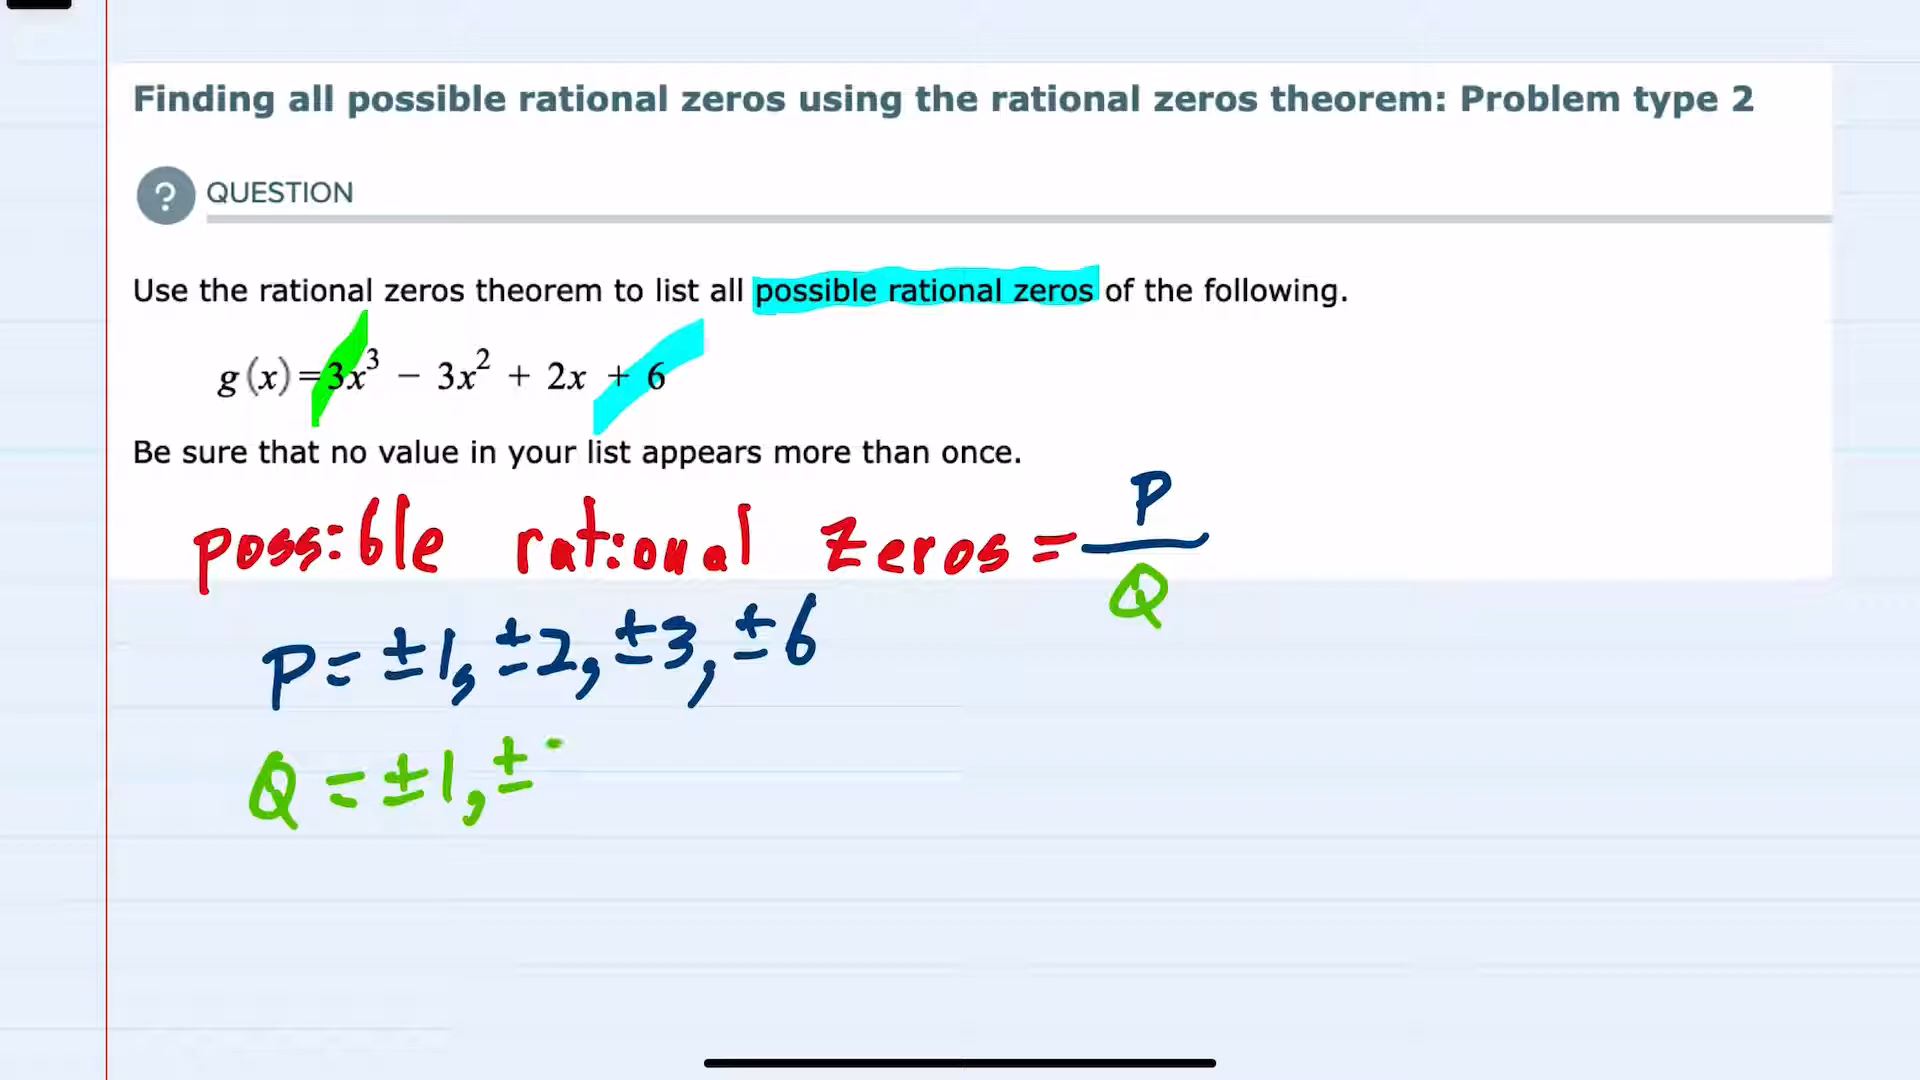 Finding all possible rational zeros using the rational zeros theorem: Problem type 2
? QUESTION
Use the rational zeros theorem to list all possible rational zeros of the following.
g(x)=3x³ − 3x² + 2x + 6
Be sure that no value in your list appears more than once.
possible rational zeros = P/Q
P = ±1, ±2, ±3, ±6
Q = ±1, ±